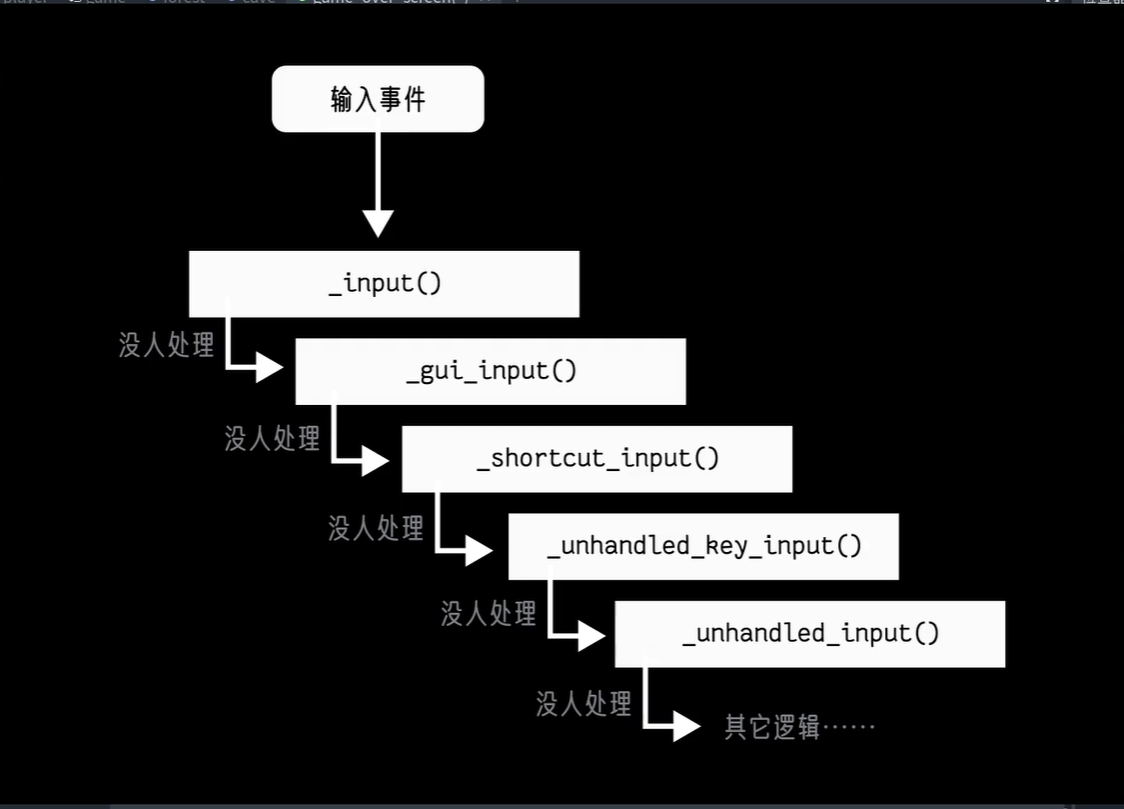 输入事件
_input()
没人处理
_gui_input()
没人处理
_shortcut_input()
没人处理
_unhandled_key_input()
没人处理
_unhandled_input()
没人处理
其它逻辑……